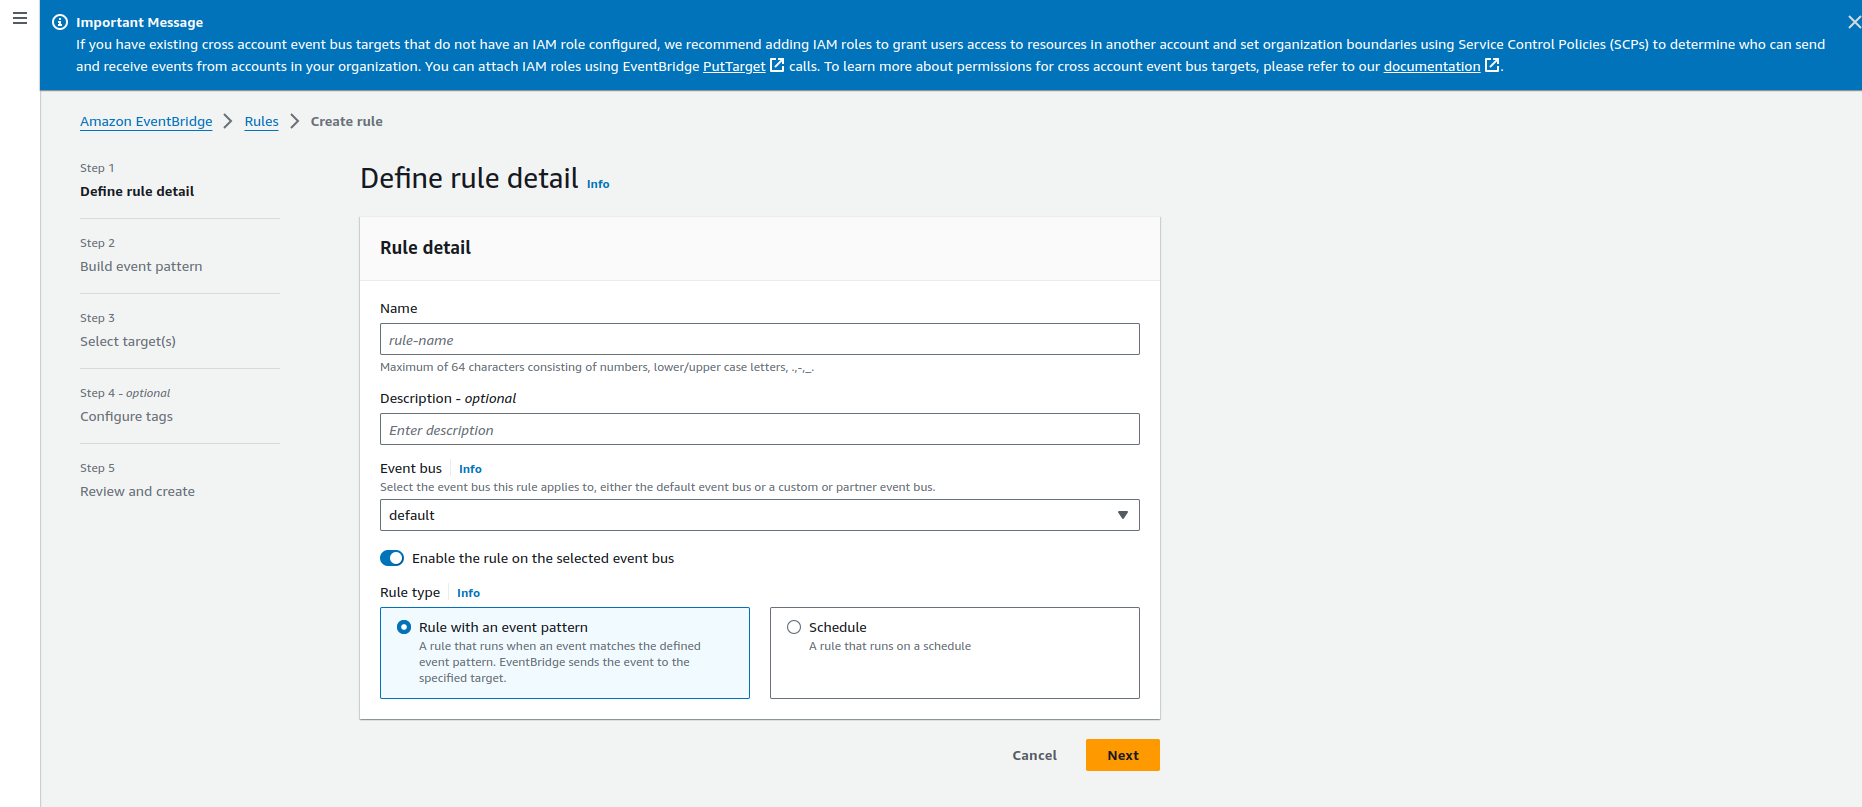 Important Message
If you have existing cross account event bus targets that do not have an IAM role configured, we recommend adding IAM roles to grant users access to resources in another account and set organization boundaries using Service Control Policies (SCPs) to determine who can send
and receive events from accounts in your organization. You can attach IAM roles using EventBridge PutTarget calls. To learn more about permissions for cross account event bus targets, please refer to our documentation .
Amazon EventBridge
Rules
Create rule
Step 1
Define rule detail
Step 2
Build event pattern
Step 3
Select target(s)
Step 4 - optional
Configure tags
Step 5
Review and create
Define rule detail Info
Rule detail
Name
rule-name
Maximum of 64 characters consisting of numbers, lower/upper case letters, .,-,_.
Description - optional
Enter description
Event bus Info
Select the event bus this rule applies to, either the default event bus or a custom or partner event bus.
default
Enable the rule on the selected event bus
Rule type Info
Rule with an event pattern
A rule that runs when an event matches the defined
event pattern. EventBridge sends the event to the
specified target.
Schedule
A rule that runs on a schedule
Cancel
Next